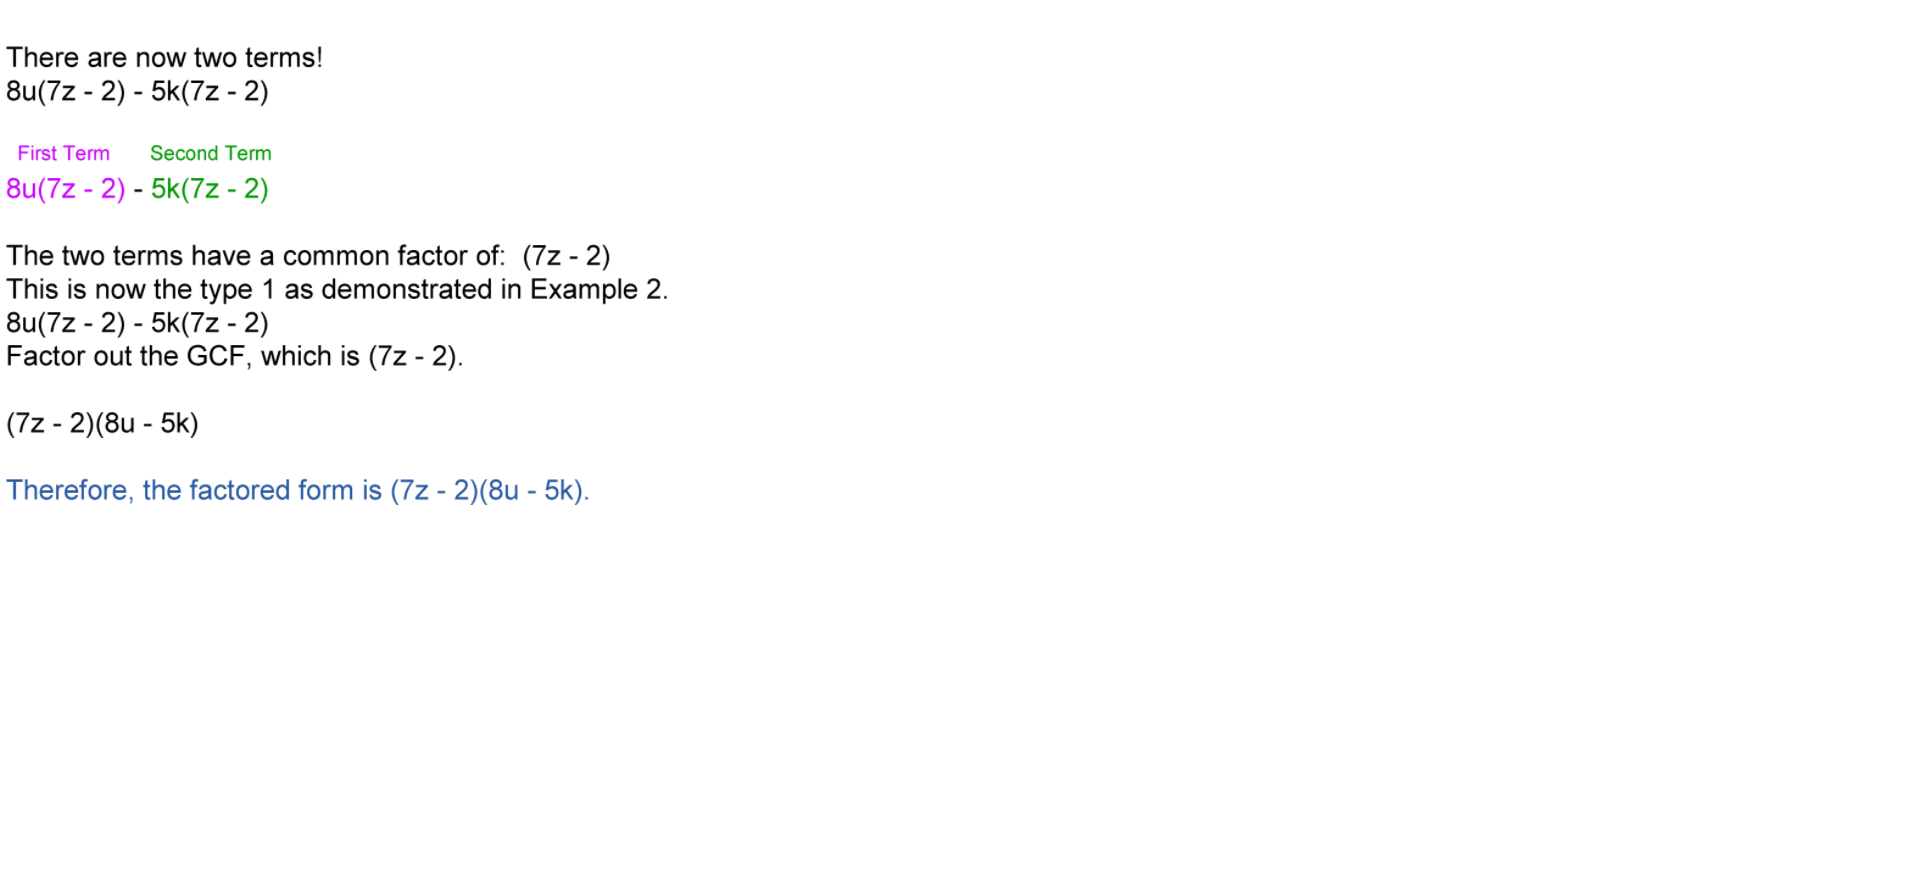 There are now two terms!
8u(7z - 2) - 5k(7z - 2)
First Term Second Term
8u(7z - 2) - 5k(7z - 2)
The two terms have a common factor of: (7z - 2)
This is now the type 1 as demonstrated in Example 2.
8u(7z - 2) - 5k(7z - 2)
Factor out the GCF, which is (7z - 2).
(7z - 2)(8u - 5k)
Therefore, the factored form is (7z - 2)(8u - 5k).